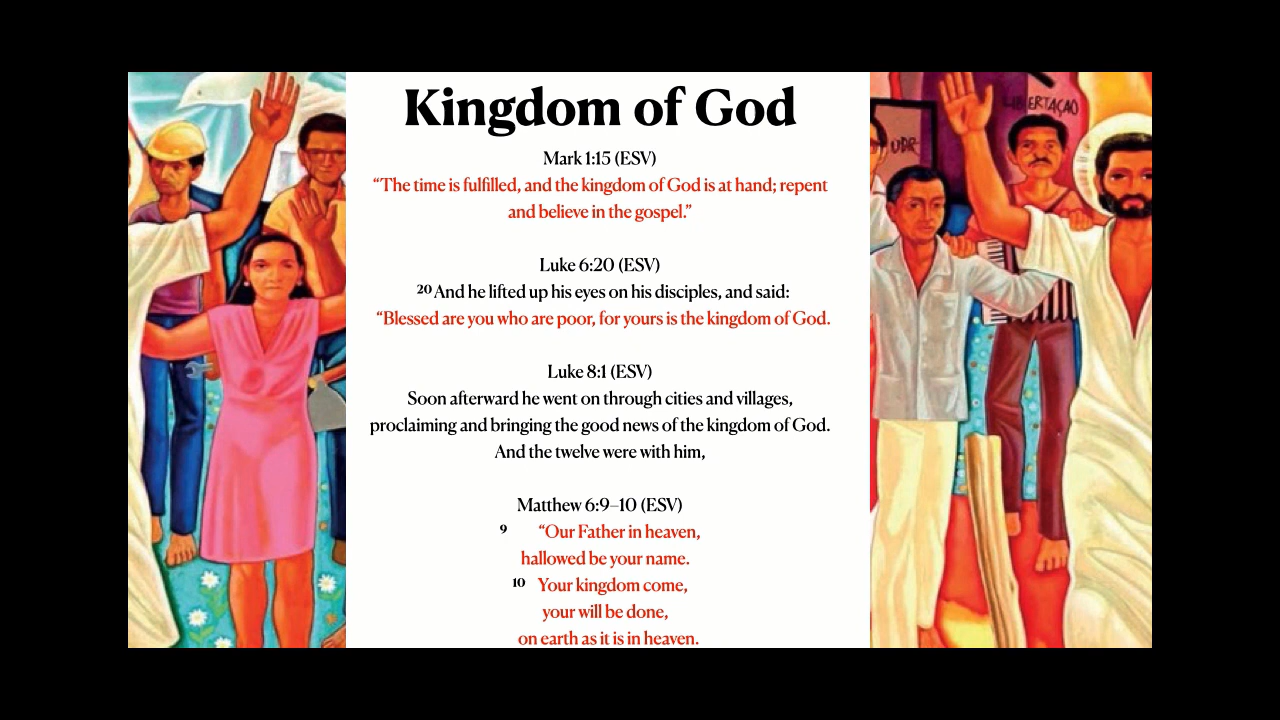 Kingdom of God
Mark 1:15 (ESV)
“The time is fulfilled, and the kingdom of God is at hand; repent
and believe in the gospel.”
Luke 6:20 (ESV)
20 And he lifted up his eyes on his disciples, and said:
“Blessed are you who are poor, for yours is the kingdom of God.
Luke 8:1 (ESV)
Soon afterward he went on through cities and villages,
proclaiming and bringing the good news of the kingdom of God.
And the twelve were with him,
Matthew 6:9–10 (ESV)
9 “Our Father in heaven,
hallowed be your name.
10 Your kingdom come,
your will be done,
on earth as it is in heaven.
LIBERTAÇAO
UDR